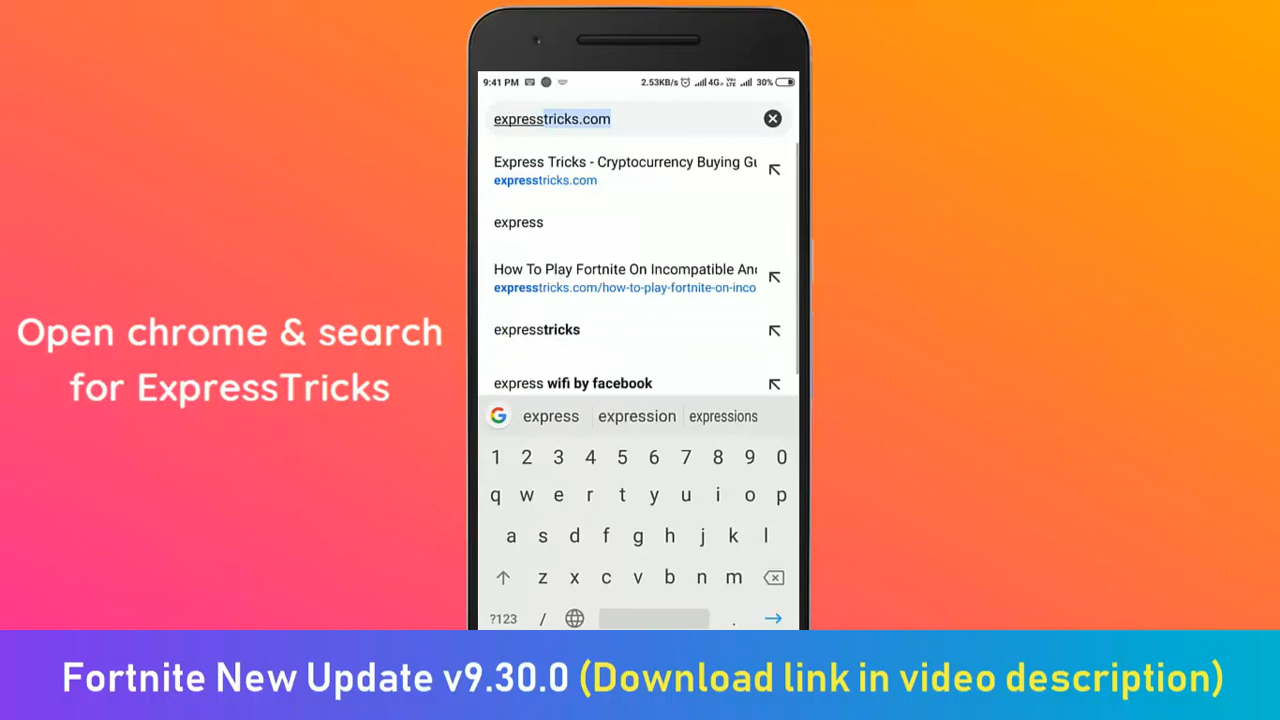 9:41 PM 2.53KB/s 4G VoLTE 30%
expresstricks.com
Express Tricks - Cryptocurrency Buying Gu
expresstricks.com
express
How To Play Fortnite On Incompatible And
expresstricks.com/how-to-play-fortnite-on-inco
expresstricks
express wifi by facebook
Open chrome & search
for ExpressTricks
G express expression expressions
1 2 3 4 5 6 7 8 9 0
q w e r t y u i o p
a s d f g h j k l
z x c v b n m
?123 / .
Fortnite New Update v9.30.0 (Download link in video description)